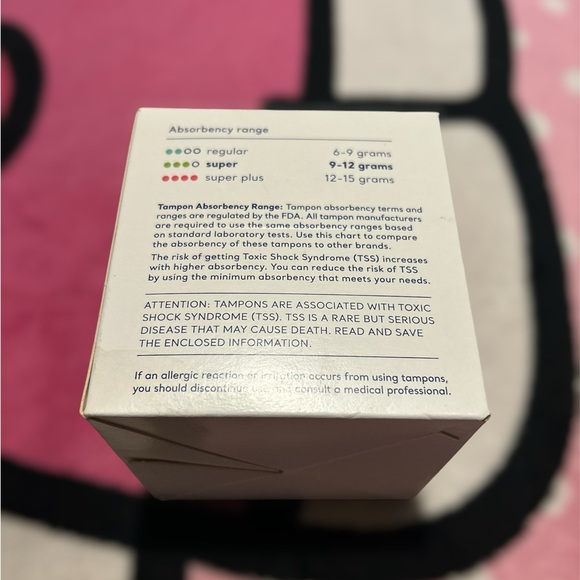 Absorbency range
regular 6-9 grams
super 9-12 grams
super plus 12-15 grams
Tampon Absorbency Range: Tampon absorbency terms and
ranges are regulated by the FDA. All tampon manufacturers
are required to use the same absorbency ranges based
on standard laboratory tests. Use this chart to compare
the absorbency of these tampons to other brands.
The risk of getting Toxic Shock Syndrome (TSS) increases
with higher absorbency. You can reduce the risk of TSS
by using the minimum absorbency that meets your needs.
ATTENTION: TAMPONS ARE ASSOCIATED WITH TOXIC
SHOCK SYNDROME (TSS). TSS IS A RARE BUT SERIOUS
DISEASE THAT MAY CAUSE DEATH. READ AND SAVE
THE ENCLOSED INFORMATION.
If an allergic reaction or irritation occurs from using tampons,
you should discontinue use and consult a medical professional.